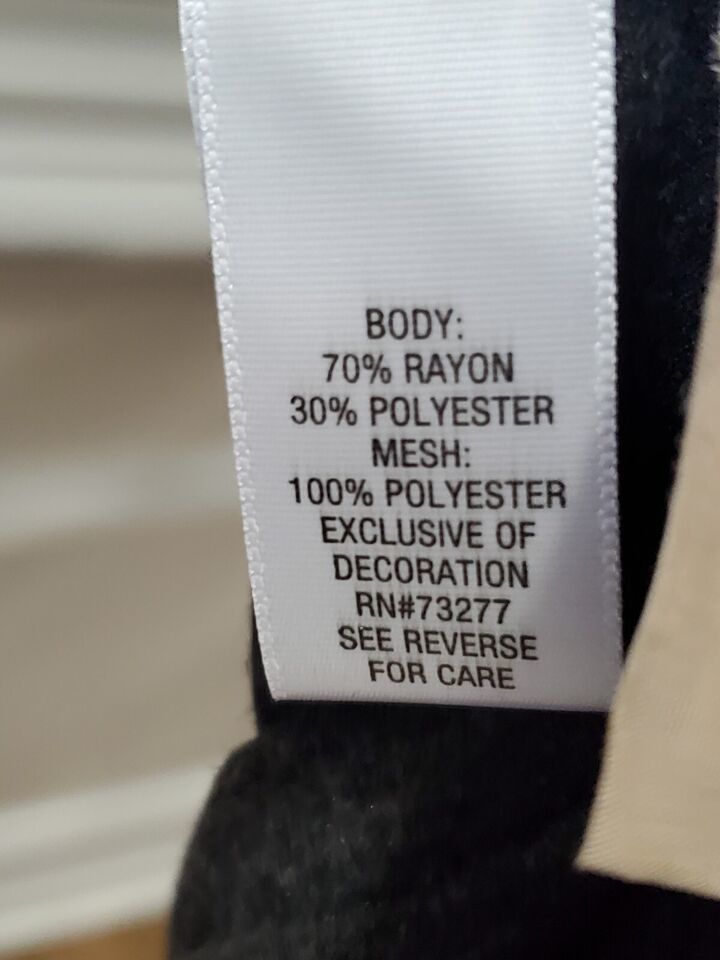 BODY:
70% RAYON
30% POLYESTER
MESH:
100% POLYESTER
EXCLUSIVE OF
DECORATION
RN#73277
SEE REVERSE
FOR CARE